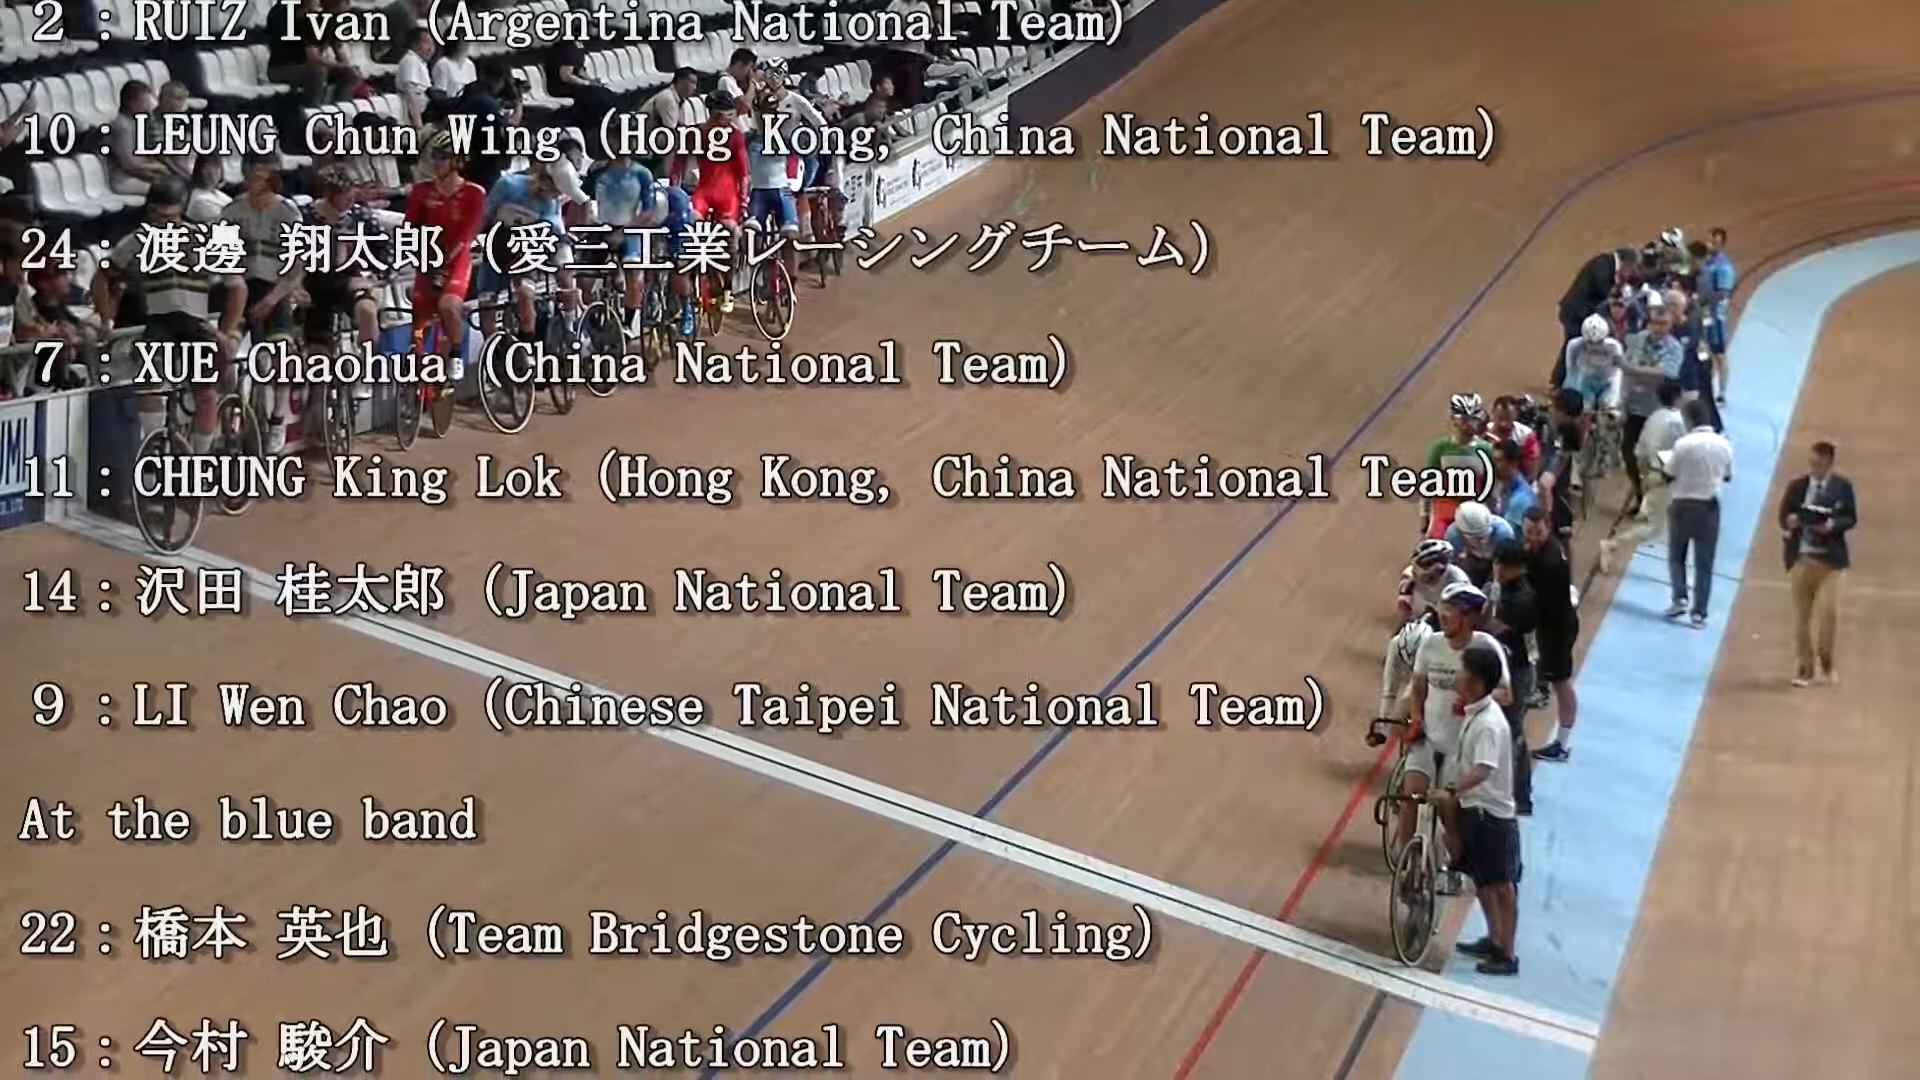 2 : RUIZ Ivan (Argentina National Team)
10 : LEUNG Chun Wing (Hong Kong, China National Team)
24 : 渡邊 翔太郎 (愛三工業レーシングチーム)
7 : XUE Chaohua (China National Team)
11 : CHEUNG King Lok (Hong Kong, China National Team)
14 : 沢田 桂太郎 (Japan National Team)
9 : LI Wen Chao (Chinese Taipei National Team)
At the blue band
22 : 橋本 英也 (Team Bridgestone Cycling)
15 : 今村 駿介 (Japan National Team)